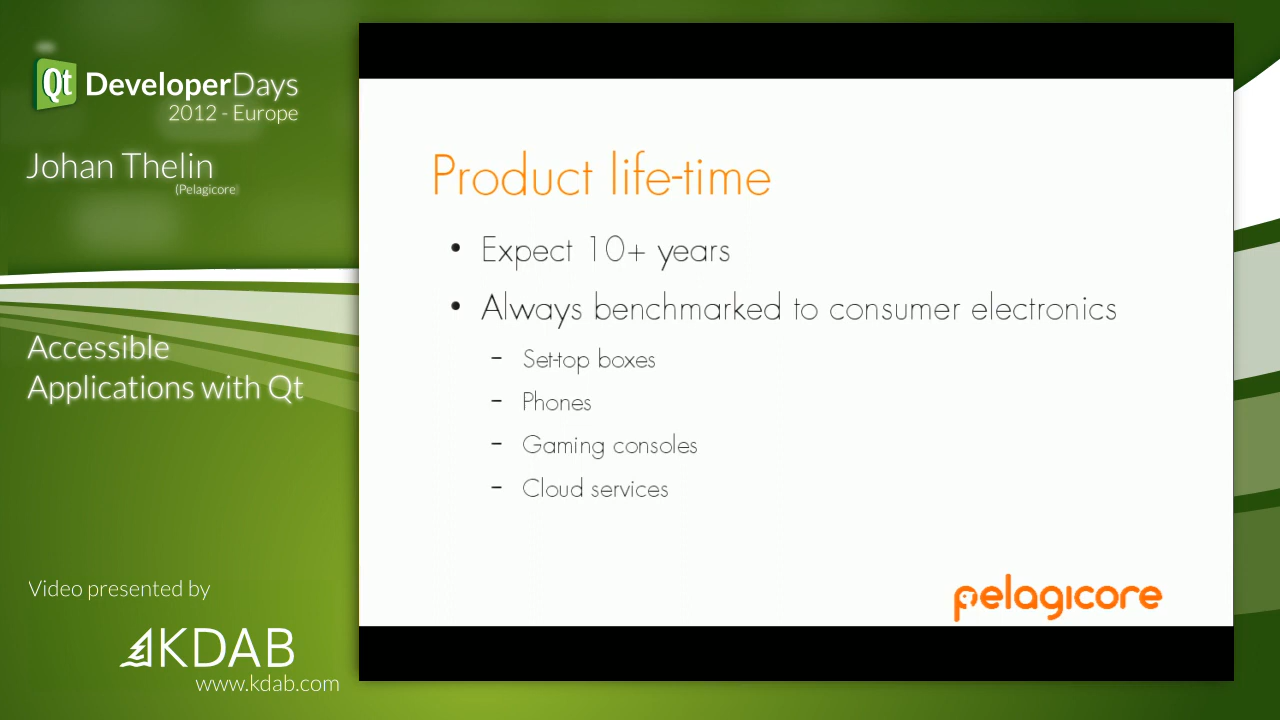 Qt DeveloperDays
2012 - Europe
Johan Thelin
(Pelagicore)
Accessible
Applications with Qt
Video presented by
KDAB
www.kdab.com
Product life-time
• Expect 10+ years
• Always benchmarked to consumer electronics
– Set-top boxes
– Phones
– Gaming consoles
– Cloud services
pelagicore